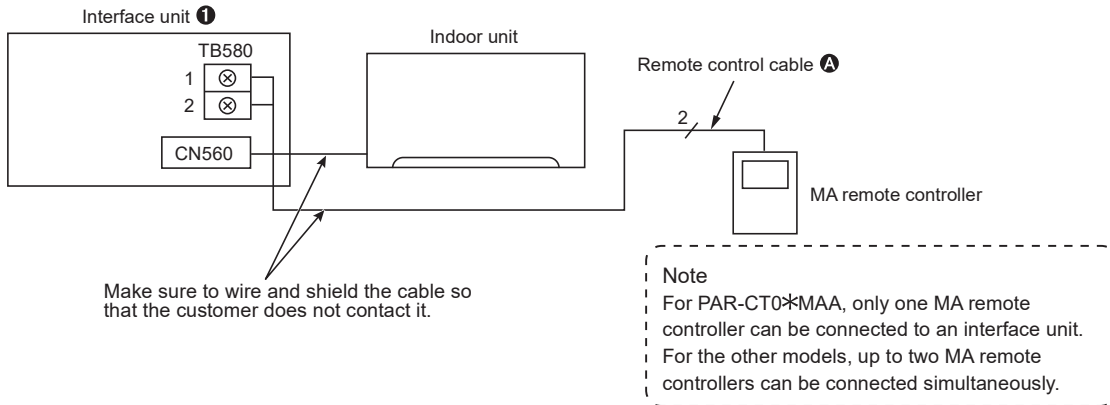 Interface unit ❶
TB580
1
2
CN560
Indoor unit
Remote control cable 🅐
2
MA remote controller
Make sure to wire and shield the cable so
that the customer does not contact it.
Note
For PAR-CT0✻MAA, only one MA remote
controller can be connected to an interface unit.
For the other models, up to two MA remote
controllers can be connected simultaneously.